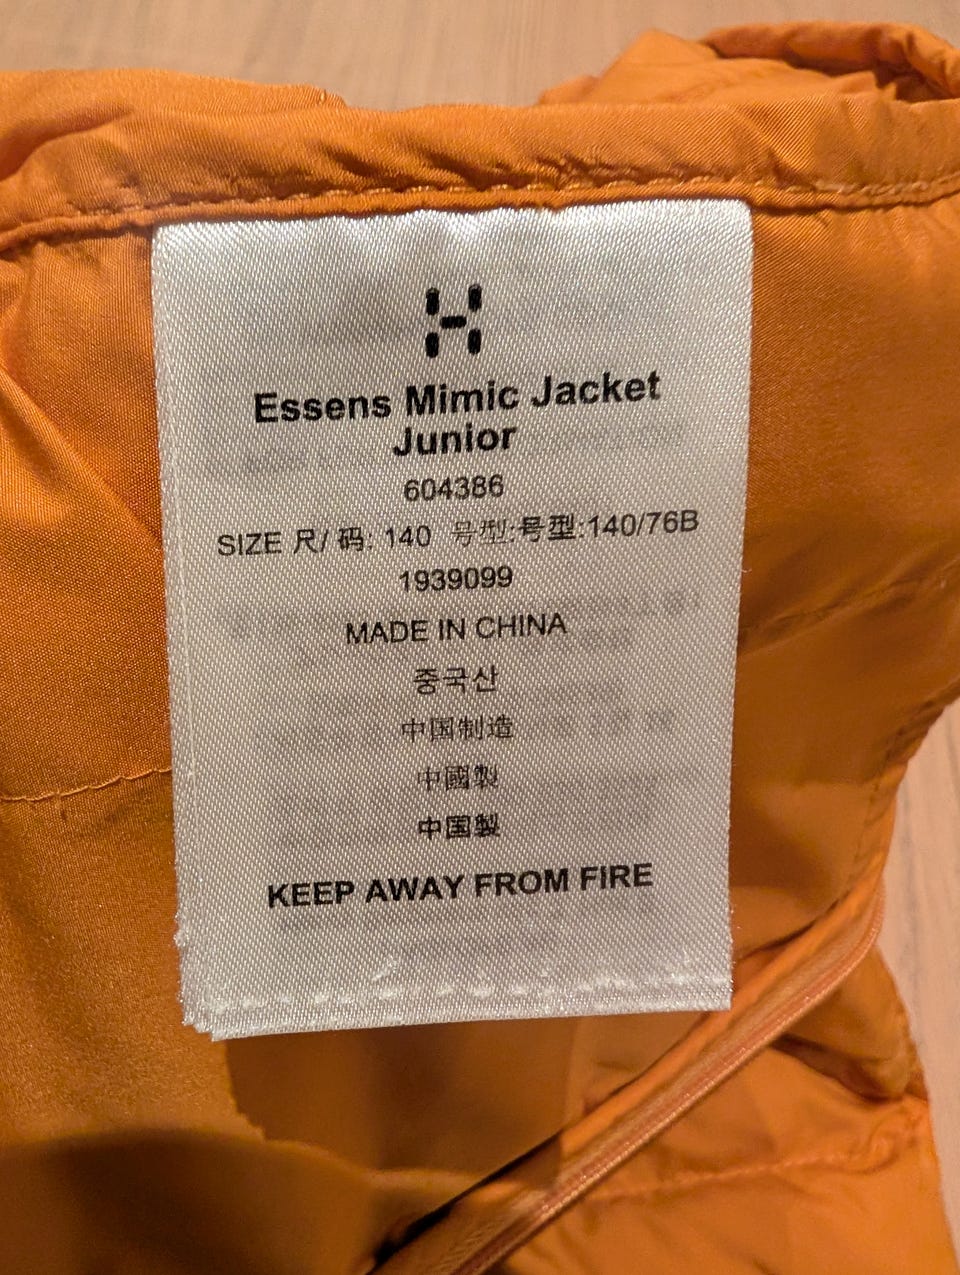 Essens Mimic Jacket
Junior
604386
SIZE 尺/ 码: 140 号型:号型:140/76B
1939099
MADE IN CHINA
중국산
中国制造
中國製
中国製
KEEP AWAY FROM FIRE